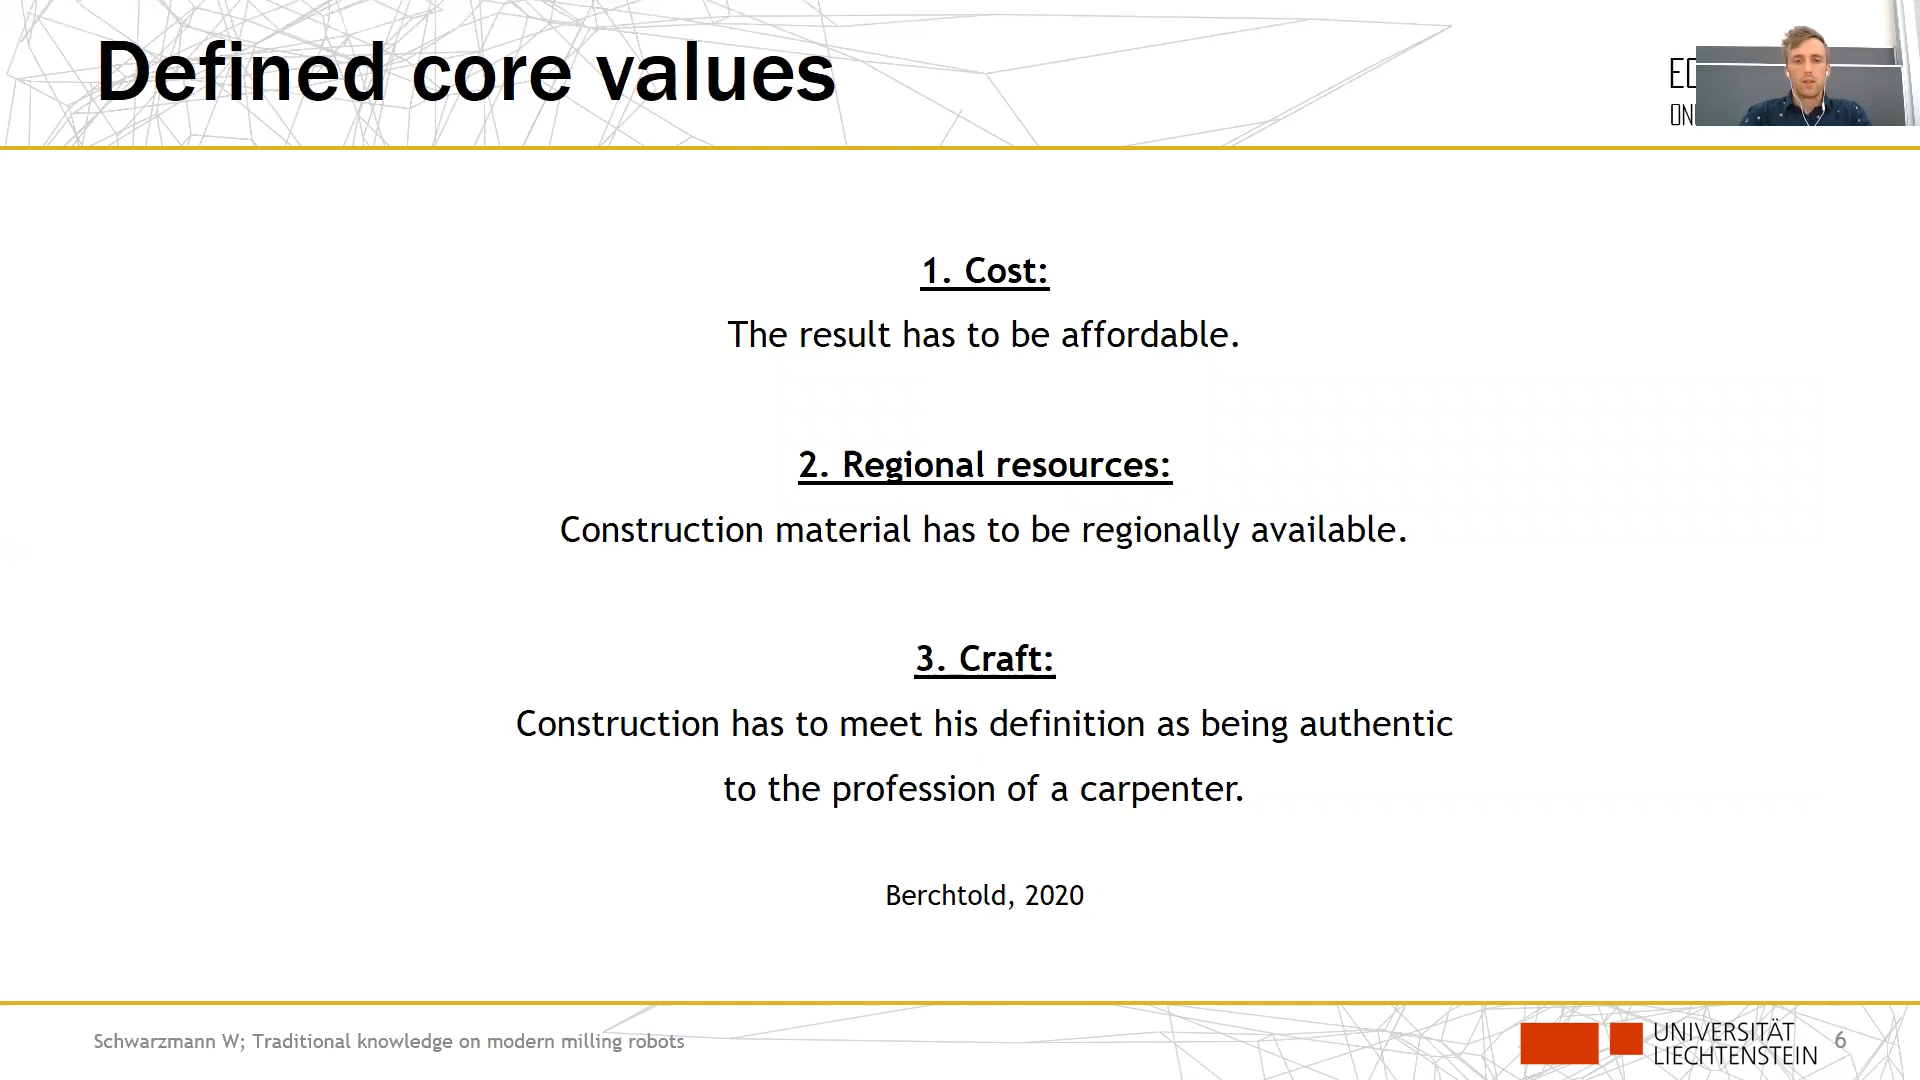 Defined core values
1. Cost:
The result has to be affordable.
2. Regional resources:
Construction material has to be regionally available.
3. Craft:
Construction has to meet his definition as being authentic
to the profession of a carpenter.
Berchtold, 2020
Schwarzmann W; Traditional knowledge on modern milling robots
UNIVERSITÄT
LIECHTENSTEIN
6